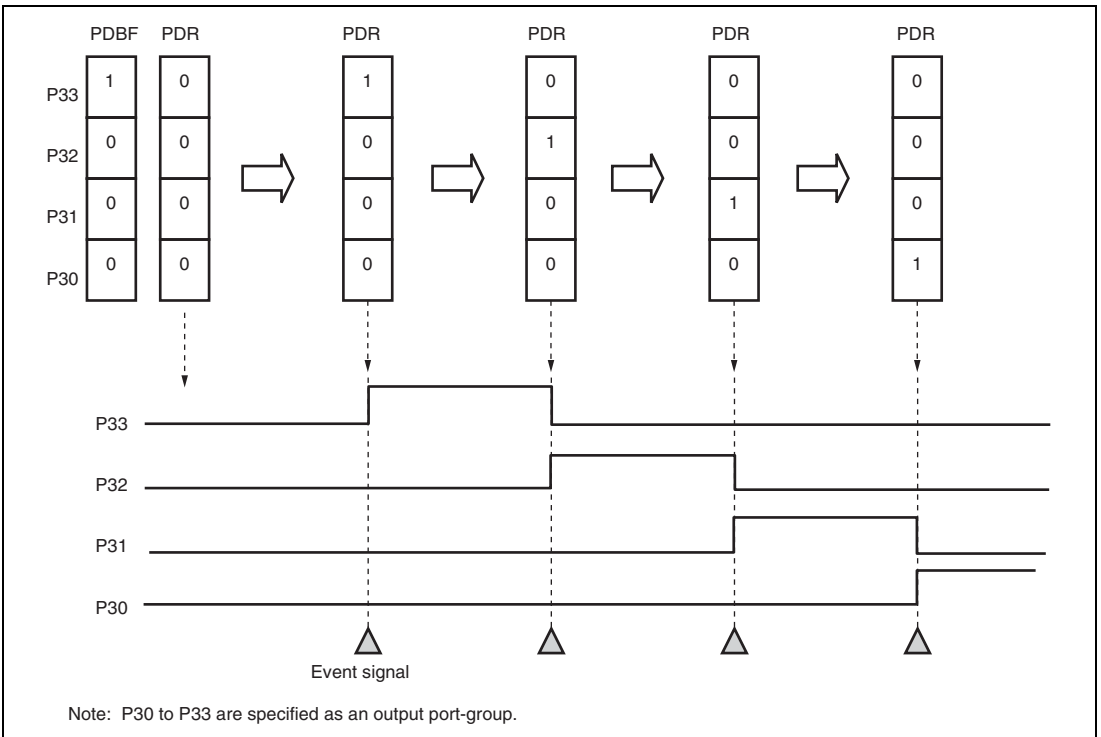 PDBF PDR PDR PDR PDR PDR
P33 1 0 1 0 0 0
P32 0 0 0 1 0 0
P31 0 0 0 0 1 0
P30 0 0 0 0 0 1
P33
P32
P31
P30
Event signal
Note: P30 to P33 are specified as an output port-group.